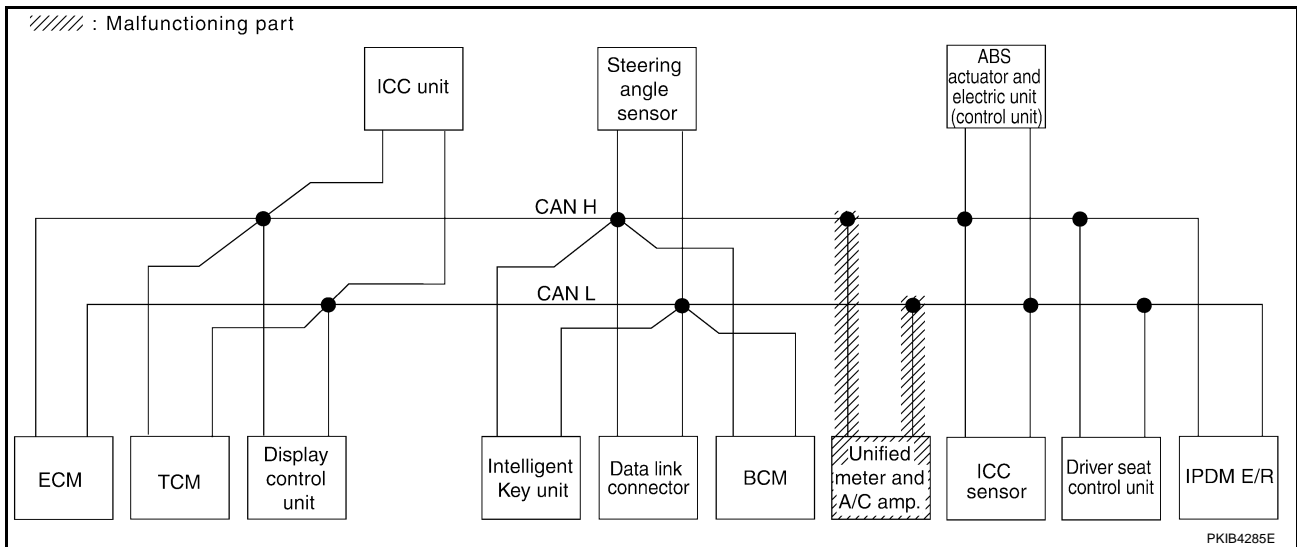 : Malfunctioning part
ICC unit
Steering
angle
sensor
ABS
actuator and
electric unit
(control unit)
CAN H
CAN L
ECM
TCM
Display
control
unit
Intelligent
Key unit
Data link
connector
BCM
Unified
meter and
A/C amp.
ICC
sensor
Driver seat
control unit
IPDM E/R
PKIB4285E